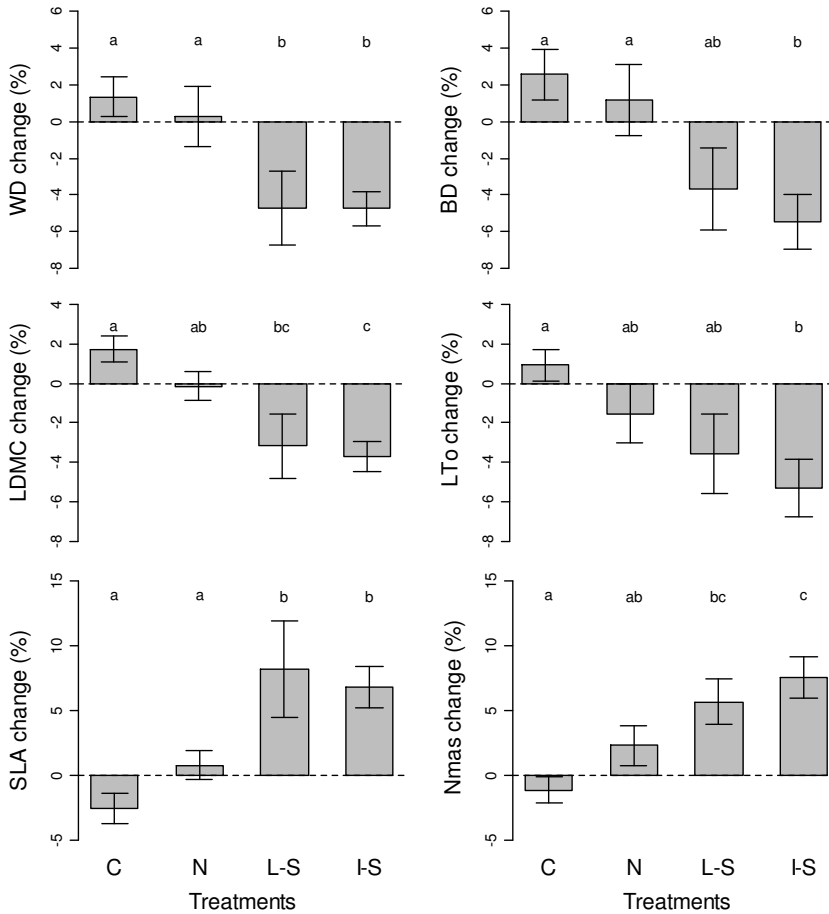 6
4
2
0
-2
-4
-6
-8
WD change (%)
a a b b
6
4
2
0
-2
-4
-6
-8
BD change (%)
a a ab b
4
2
0
-2
-4
-6
-8
LDMC change (%)
a ab bc c
4
2
0
-2
-4
-6
-8
LTo change (%)
a ab ab b
15
10
5
0
-5
SLA change (%)
a a b b
C N L-S I-S
Treatments
15
10
5
0
-5
Nmas change (%)
a ab bc c
C N L-S I-S
Treatments